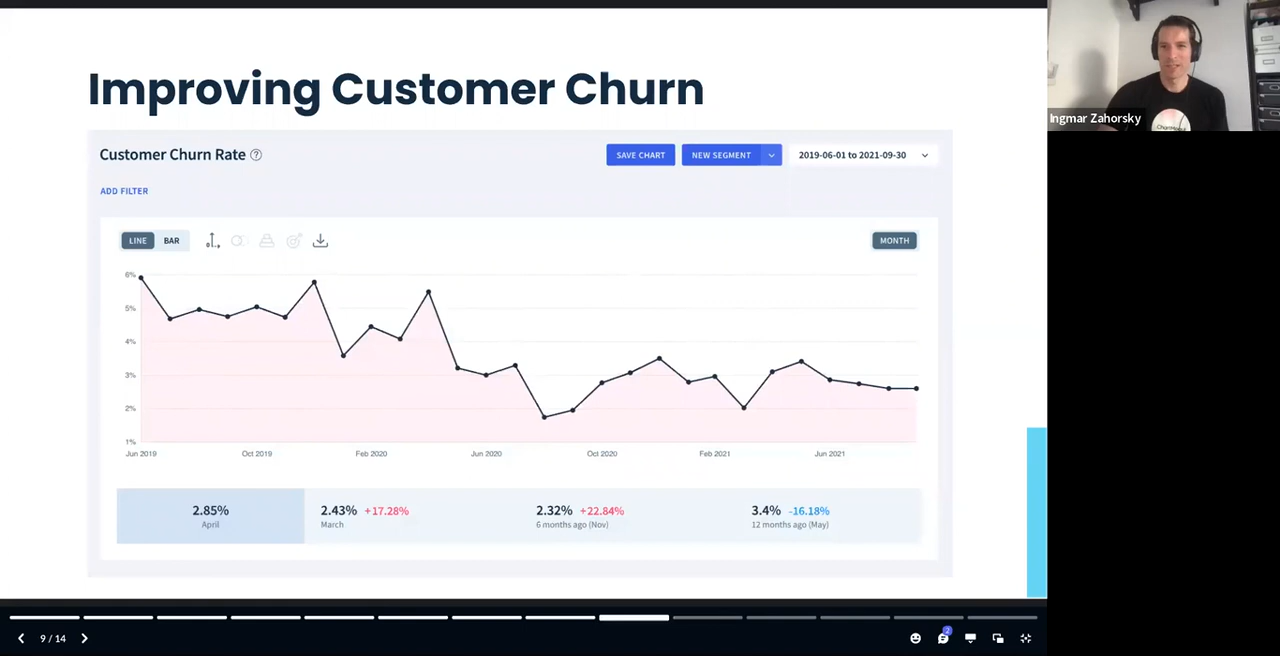 Improving Customer Churn
Customer Churn Rate ?
SAVE CHART
NEW SEGMENT
2019-06-01 to 2021-09-30
ADD FILTER
LINE BAR
MONTH
6%
5%
4%
3%
2%
1%
Jun 2019 Oct 2019 Feb 2020 Jun 2020 Oct 2020 Feb 2021 Jun 2021
2.85%
April
2.43% +17.28%
March
2.32% +22.84%
6 months ago (Nov)
3.4% -16.18%
12 months ago (May)
Ingmar Zahorsky
9 / 14
2